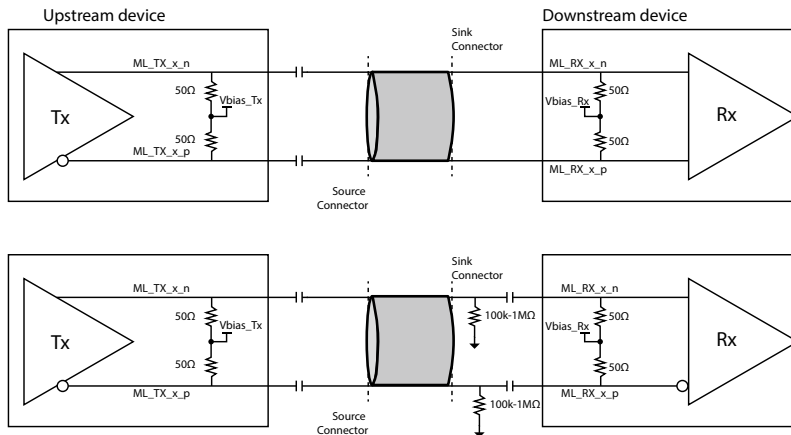 Upstream device
Downstream device
Sink
Connector
ML_TX_x_n
ML_RX_x_n
50Ω
Vbias_Tx
50Ω
Vbias_Rx
Tx
Rx
50Ω
50Ω
ML_TX_x_p
ML_RX_x_p
Source
Connector
Sink
Connector
ML_TX_x_n
ML_RX_x_n
50Ω
Vbias_Tx
100k-1MΩ
50Ω
Vbias_Rx
Tx
Rx
50Ω
50Ω
ML_TX_x_p
100k-1MΩ
ML_RX_x_p
Source
Connector